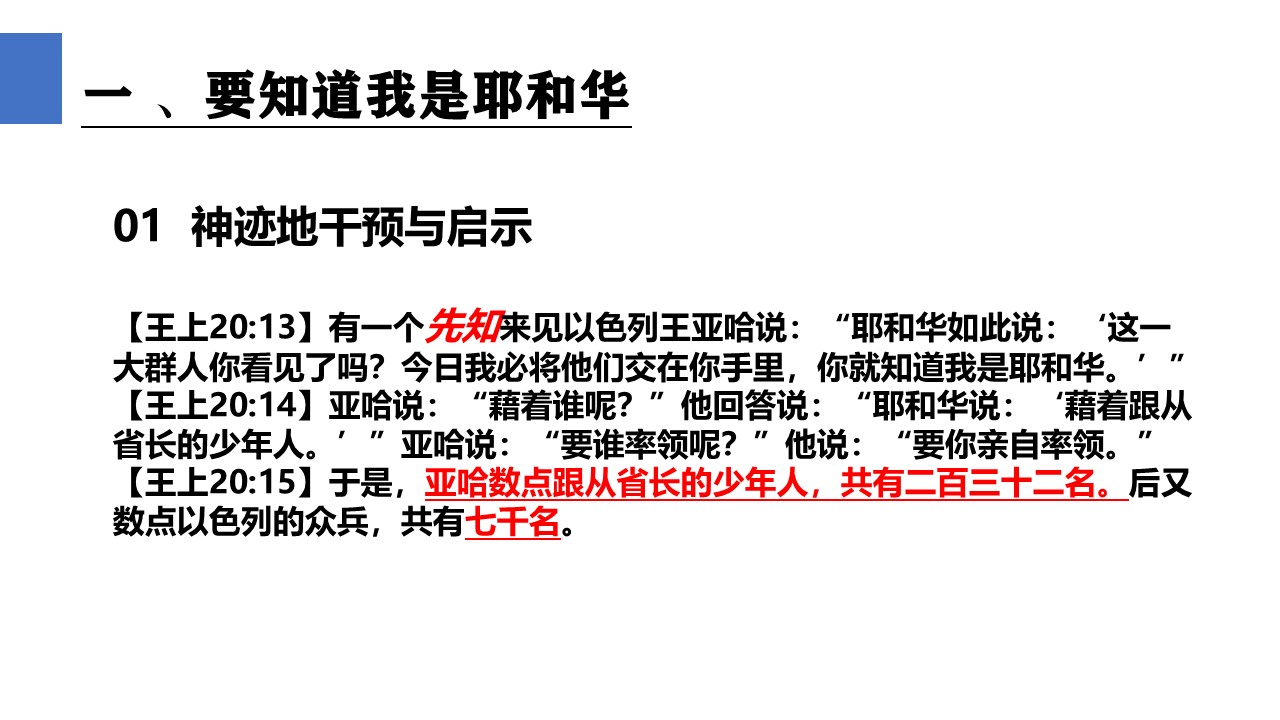 一 、要知道我是耶和华
01 神迹地干预与启示
【王上20:13】有一个先知来见以色列王亚哈说：“耶和华如此说：‘这一
大群人你看见了吗？今日我必将他们交在你手里，你就知道我是耶和华。’”
【王上20:14】亚哈说：“藉着谁呢？”他回答说：“耶和华说：‘藉着跟从
省长的少年人。’”亚哈说：“要谁率领呢？”他说：“要你亲自率领。”
【王上20:15】于是，亚哈数点跟从省长的少年人，共有二百三十二名。后又
数点以色列的众兵，共有七千名。